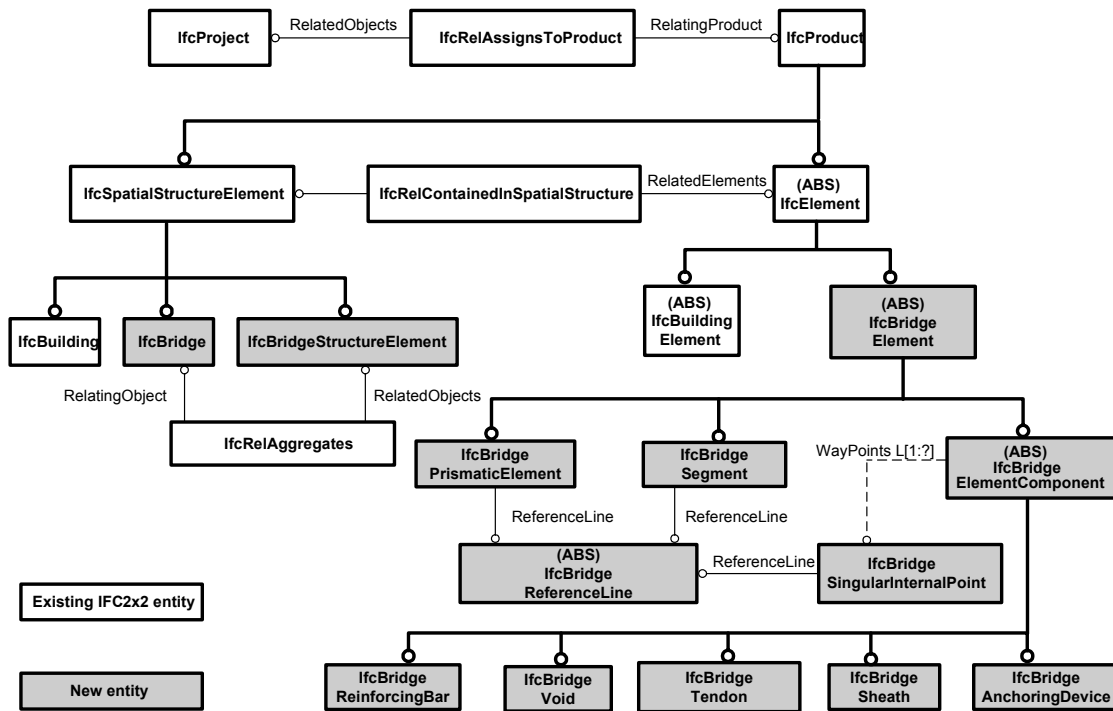 RelatedObjects
RelatingProduct
IfcProject
IfcRelAssignsToProduct
IfcProduct
IfcSpatialStructureElement
IfcRelContainedInSpatialStructure
RelatedElements
(ABS)
IfcElement
IfcBuilding
IfcBridge
IfcBridgeStructureElement
(ABS)
IfcBuilding
Element
(ABS)
IfcBridge
Element
RelatingObject
RelatedObjects
IfcRelAggregates
IfcBridge
PrismaticElement
IfcBridge
Segment
WayPoints L[1:?]
(ABS)
IfcBridge
ElementComponent
ReferenceLine
ReferenceLine
(ABS)
IfcBridge
ReferenceLine
ReferenceLine
IfcBridge
SingularInternalPoint
Existing IFC2x2 entity
New entity
IfcBridge
ReinforcingBar
IfcBridge
Void
IfcBridge
Tendon
IfcBridge
Sheath
IfcBridge
AnchoringDevice